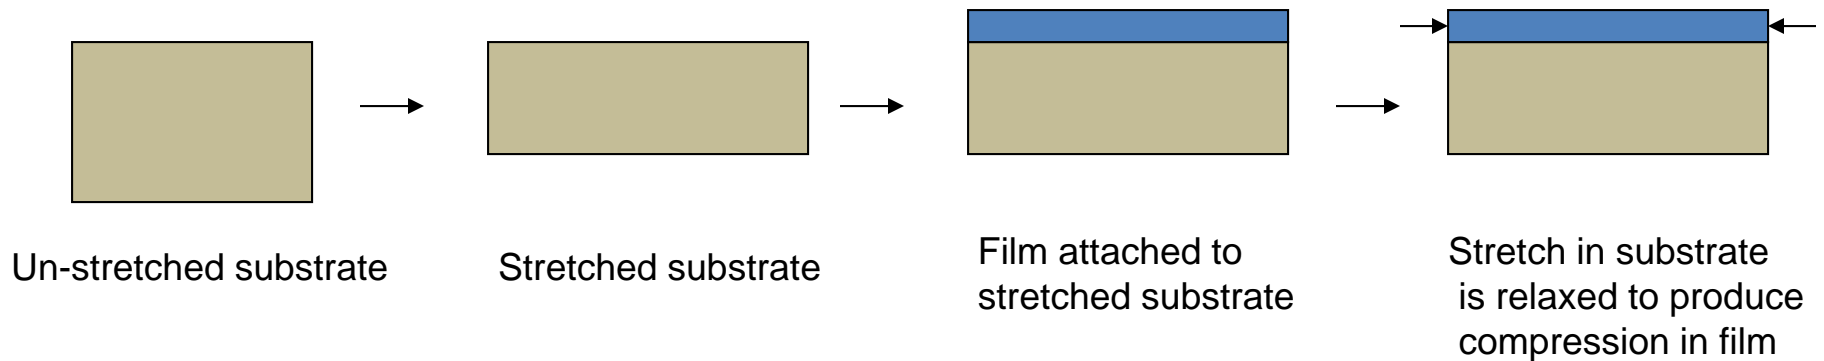 Un-stretched substrate
Stretched substrate
Film attached to
stretched substrate
Stretch in substrate
is relaxed to produce
compression in film